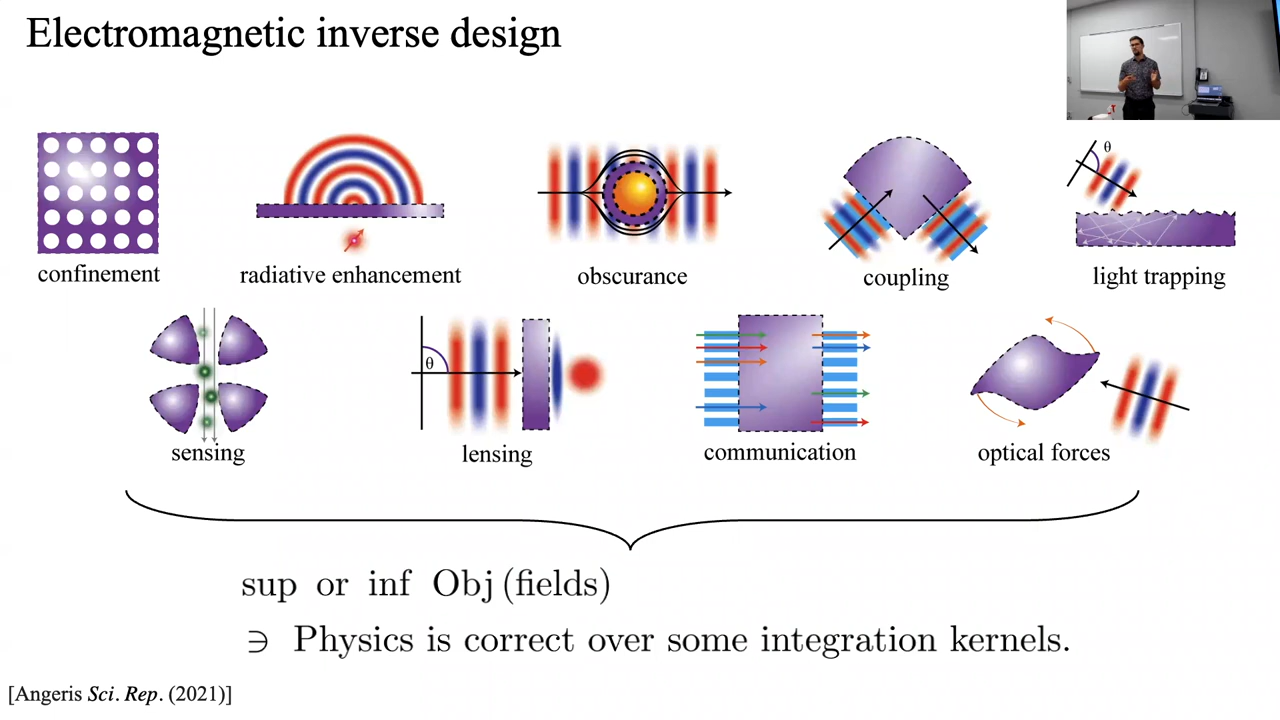 Electromagnetic inverse design
θ
confinement
radiative enhancement
obscurance
coupling
light trapping
θ
sensing
lensing
communication
optical forces
sup or inf Obj (fields)
∋ Physics is correct over some integration kernels.
[Angeris Sci. Rep. (2021)]